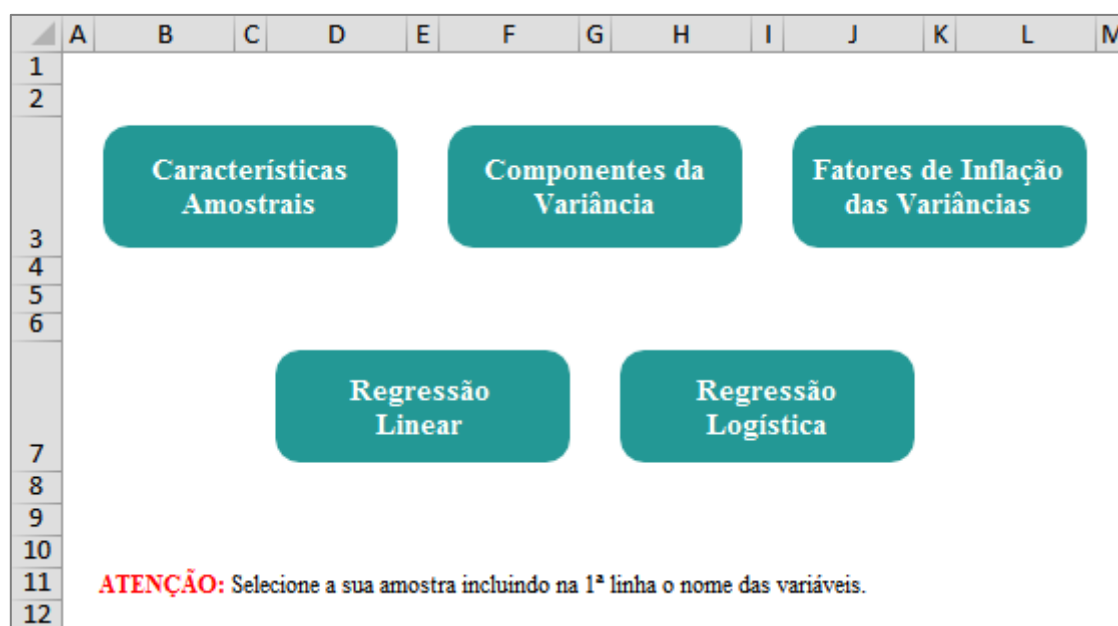 A B C D E F G H I J K L M
1
2
Características
Amostrais
Componentes da
Variância
Fatores de Inflação
das Variâncias
3
4
5
6
Regressão
Linear
Regressão
Logística
7
8
9
10
11 ATENÇÃO: Selecione a sua amostra incluindo na 1ª linha o nome das variáveis.
12